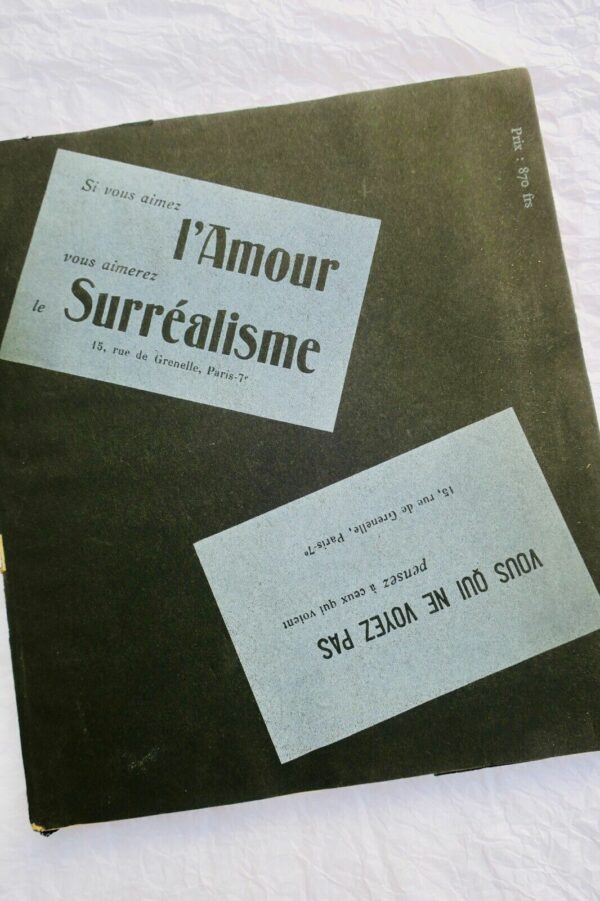 Prix : 870 frs
Si vous aimez
l'Amour
vous aimerez
le Surréalisme
15, rue de Grenelle, Paris-7ᵉ
VOUS QUI NE VOYEZ PAS
pensez à ceux qui voient
15, rue de Grenelle, Paris-7ᵉ